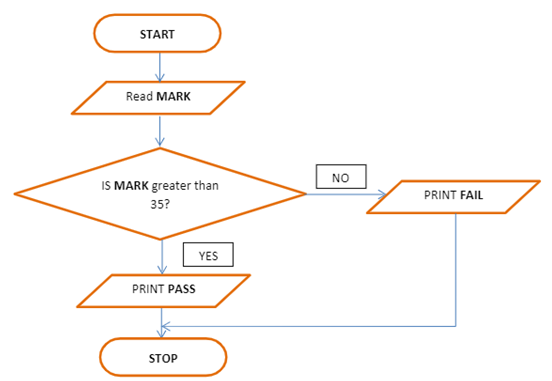 START
Read MARK
IS MARK greater than
35?
NO
PRINT FAIL
YES
PRINT PASS
STOP